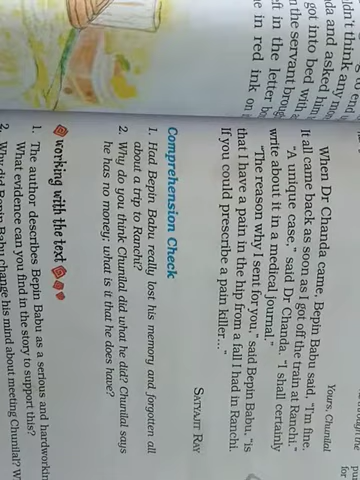 end
ldn't think any mo
da and asked him
got into bed with a
n the servant broug
eft in the letter bo
e in red ink on
Yours, Chunilal
When Dr Chanda came, Bepin Babu said, "I'm fine.
It all came back as soon as I got off the train at Ranchi."
"A unique case," said Dr Chanda. "I shall certainly
write about it in a medical journal."
"The reason why I sent for you," said Bepin Babu, "is
that I have a pain in the hip from a fall I had in Ranchi.
If you could prescribe a pain killer..."
SATYAJIT RAY
Comprehension Check
1. Had Bepin Babu really lost his memory and forgotten all
about a trip to Ranchi?
2. Why do you think Chunilal did what he did? Chunilal says
he has no money; what is it that he does have?
working with the text
1. The author describes Bepin Babu as a serious and hardworkin
What evidence can you find in the story to support this?
2. Why did Bepin Babu change his mind about meeting Chunilal? W